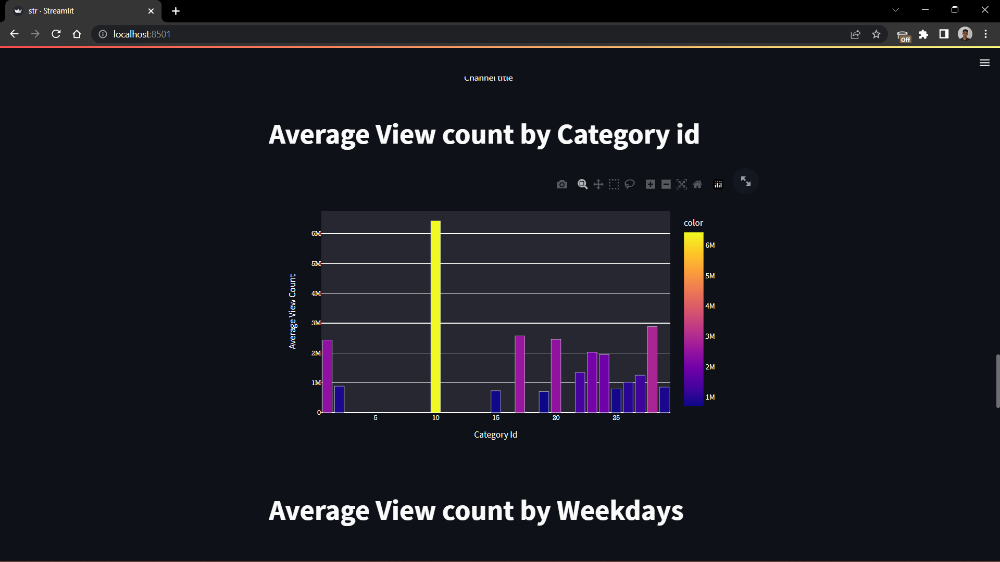 str · Streamlit
localhost:8501
Off
Channel title
Average View count by Category id
color
6M
5M
4M
3M
2M
1M
0
Average View Count
5
10
15
20
25
Category Id
6M
5M
4M
3M
2M
1M
Average View count by Weekdays